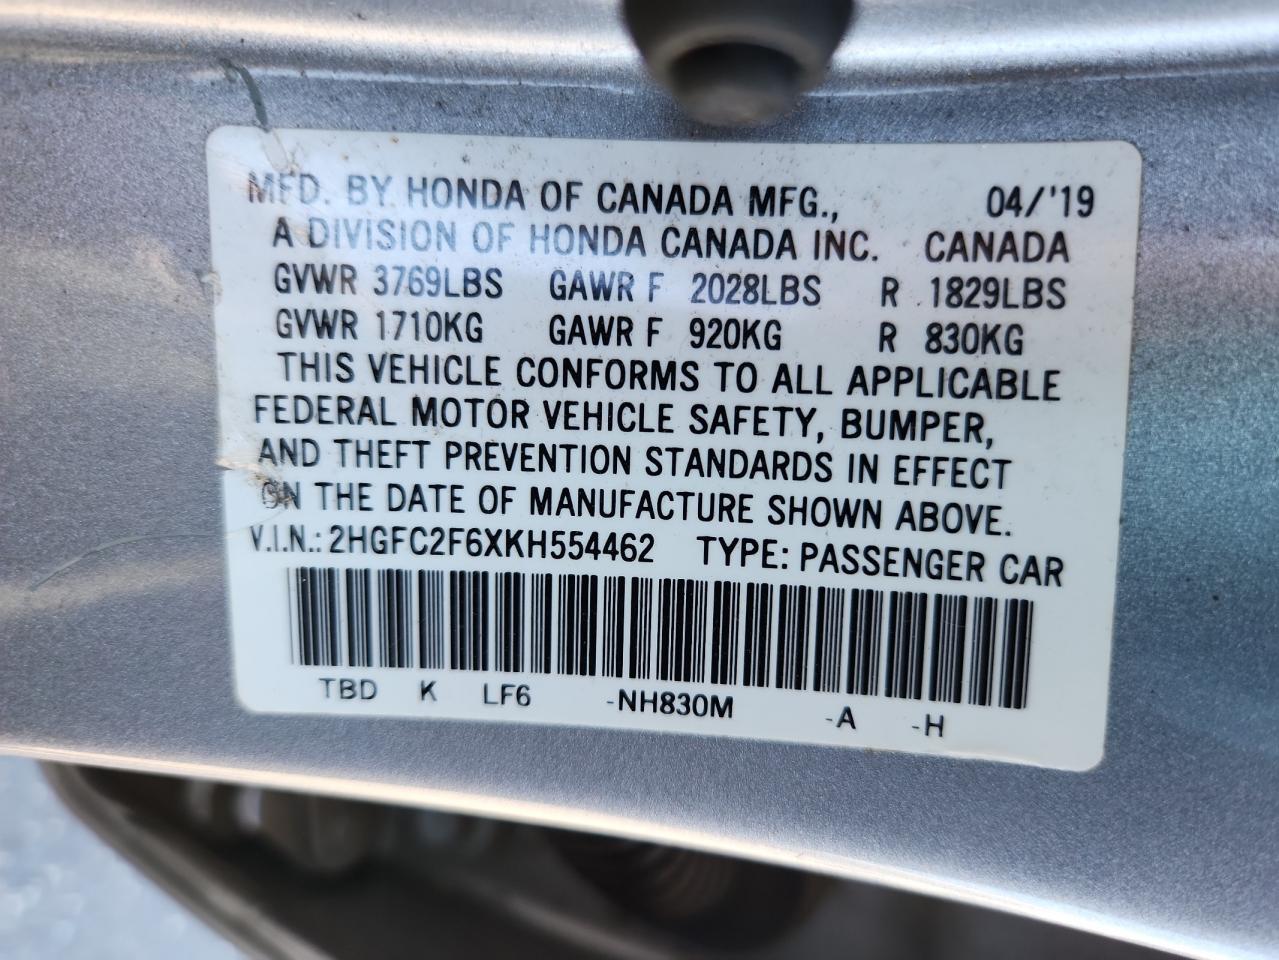 MFD. BY HONDA OF CANADA MFG., 04/'19
A DIVISION OF HONDA CANADA INC. CANADA
GVWR 3769LBS GAWR F 2028LBS R 1829LBS
GVWR 1710KG GAWR F 920KG R 830KG
THIS VEHICLE CONFORMS TO ALL APPLICABLE
FEDERAL MOTOR VEHICLE SAFETY, BUMPER,
AND THEFT PREVENTION STANDARDS IN EFFECT
ON THE DATE OF MANUFACTURE SHOWN ABOVE.
V.I.N.: 2HGFC2F6XKH554462 TYPE: PASSENGER CAR
TBD K LF6 -NH830M -A -H